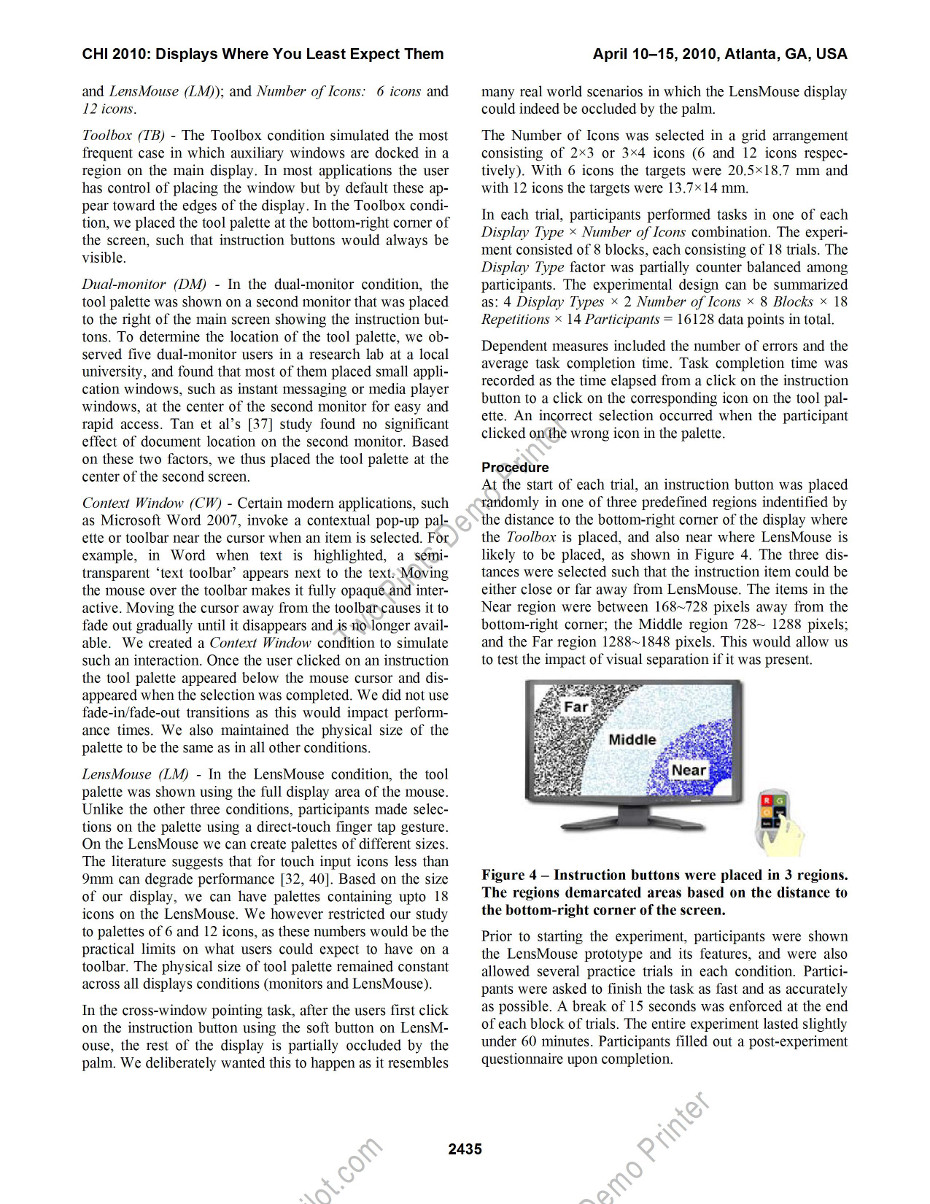 CHI 2010: Displays Where You Least Expect Them
April 10–15, 2010, Atlanta, GA, USA
and LensMouse (LM)); and Number of Icons: 6 icons and
12 icons.
Toolbox (TB) - The Toolbox condition simulated the most
frequent case in which auxiliary windows are docked in a
region on the main display. In most applications the user
has control of placing the window but by default these ap-
pear toward the edges of the display. In the Toolbox condi-
tion, we placed the tool palette at the bottom-right corner of
the screen, such that instruction buttons would always be
visible.
Dual-monitor (DM) - In the dual-monitor condition, the
tool palette was shown on a second monitor that was placed
to the right of the main screen showing the instruction but-
tons. To determine the location of the tool palette, we ob-
served five dual-monitor users in a research lab at a local
university, and found that most of them placed small appli-
cation windows, such as instant messaging or media player
windows, at the center of the second monitor for easy and
rapid access. Tan et al’s [37] study found no significant
effect of document location on the second monitor. Based
on these two factors, we thus placed the tool palette at the
center of the second screen.
Context Window (CW) - Certain modern applications, such
as Microsoft Word 2007, invoke a contextual pop-up pal-
ette or toolbar near the cursor when an item is selected. For
example, in Word when text is highlighted, a semi-
transparent ‘text toolbar’ appears next to the text. Moving
the mouse over the toolbar makes it fully opaque and inter-
active. Moving the cursor away from the toolbar causes it to
fade out gradually until it disappears and is no longer avail-
able. We created a Context Window condition to simulate
such an interaction. Once the user clicked on an instruction
the tool palette appeared below the mouse cursor and dis-
appeared when the selection was completed. We did not use
fade-in/fade-out transitions as this would impact perform-
ance times. We also maintained the physical size of the
palette to be the same as in all other conditions.
LensMouse (LM) - In the LensMouse condition, the tool
palette was shown using the full display area of the mouse.
Unlike the other three conditions, participants made selec-
tions on the palette using a direct-touch finger tap gesture.
On the LensMouse we can create palettes of different sizes.
The literature suggests that for touch input icons less than
9mm can degrade performance [32, 40]. Based on the size
of our display, we can have palettes containing upto 18
icons on the LensMouse. We however restricted our study
to palettes of 6 and 12 icons, as these numbers would be the
practical limits on what users could expect to have on a
toolbar. The physical size of tool palette remained constant
across all displays conditions (monitors and LensMouse).
In the cross-window pointing task, after the users first click
on the instruction button using the soft button on LensM-
ouse, the rest of the display is partially occluded by the
palm. We deliberately wanted this to happen as it resembles
many real world scenarios in which the LensMouse display
could indeed be occluded by the palm.
The Number of Icons was selected in a grid arrangement
consisting of 2×3 or 3×4 icons (6 and 12 icons respec-
tively). With 6 icons the targets were 20.5×18.7 mm and
with 12 icons the targets were 13.7×14 mm.
In each trial, participants performed tasks in one of each
Display Type × Number of Icons combination. The experi-
ment consisted of 8 blocks, each consisting of 18 trials. The
Display Type factor was partially counter balanced among
participants. The experimental design can be summarized
as: 4 Display Types × 2 Number of Icons × 8 Blocks × 18
Repetitions × 14 Participants = 16128 data points in total.
Dependent measures included the number of errors and the
average task completion time. Task completion time was
recorded as the time elapsed from a click on the instruction
button to a click on the corresponding icon on the tool pal-
ette. An incorrect selection occurred when the participant
clicked on the wrong icon in the palette.
Procedure
At the start of each trial, an instruction button was placed
randomly in one of three predefined regions indentified by
the distance to the bottom-right corner of the display where
the Toolbox is placed, and also near where LensMouse is
likely to be placed, as shown in Figure 4. The three dis-
tances were selected such that the instruction item could be
either close or far away from LensMouse. The items in the
Near region were between 168~728 pixels away from the
bottom-right corner; the Middle region 728~ 1288 pixels;
and the Far region 1288~1848 pixels. This would allow us
to test the impact of visual separation if it was present.
Far
Middle
Near
R G
Figure 4 – Instruction buttons were placed in 3 regions.
The regions demarcated areas based on the distance to
the bottom-right corner of the screen.
Prior to starting the experiment, participants were shown
the LensMouse prototype and its features, and were also
allowed several practice trials in each condition. Partici-
pants were asked to finish the task as fast and as accurately
as possible. A break of 15 seconds was enforced at the end
of each block of trials. The entire experiment lasted slightly
under 60 minutes. Participants filled out a post-experiment
questionnaire upon completion.
2435
Two Pilots Demo Printer
lot.com
emo Printer